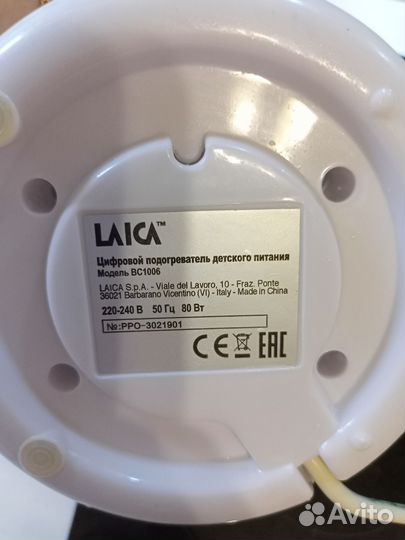 LAICA™
Цифровой подогреватель детского питания
Модель BC1006
LAICA S.p.A. - Viale del Lavoro, 10 - Fraz. Ponte
36021 Barbarano Vicentino (VI) - Italy - Made in China
220-240 В 50 Гц 80 Вт
№:PPO-3021901
CE EAC
Avito